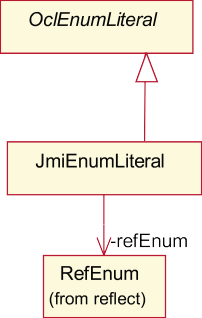 OclEnumLiteral
JmiEnumLiteral
-refEnum
RefEnum
(from reflect)